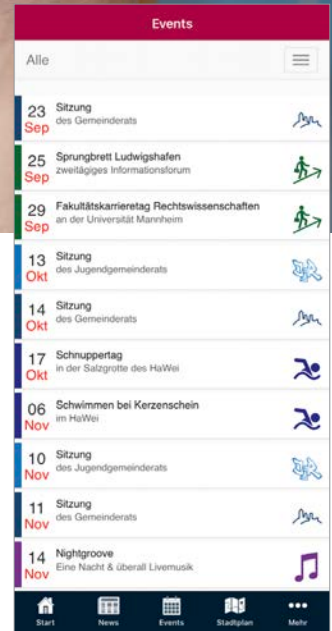 Events
Alle
23 Sep
Sitzung
des Gemeinderats
25 Sep
Sprungbrett Ludwigshafen
zweitägiges Informationsforum
29 Sep
Fakultätskarrieretag Rechtswissenschaften
an der Universität Mannheim
13 Okt
Sitzung
des Jugendgemeinderats
14 Okt
Sitzung
des Gemeinderats
17 Okt
Schnuppertag
in der Salzgrotte des HaWei
06 Nov
Schwimmen bei Kerzenschein
im HaWei
10 Nov
Sitzung
des Jugendgemeinderats
11 Nov
Sitzung
des Gemeinderats
14 Nov
Nightgroove
Eine Nacht & überall Livemusik
Start News Events Stadtplan Mehr